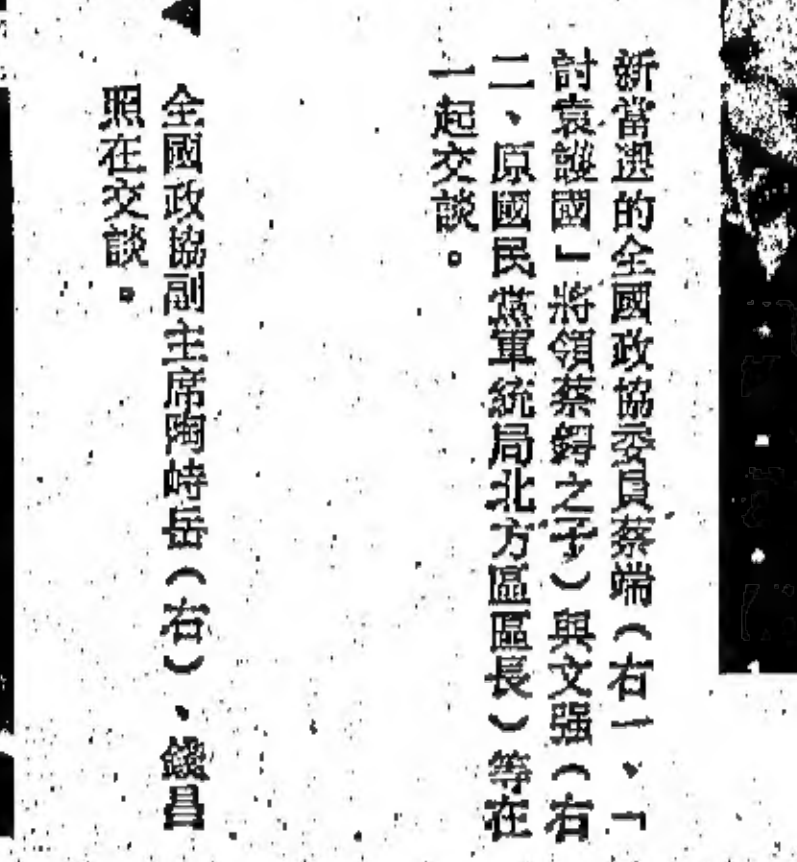 新當選的全國政協委員蔡端（右一、「
討袁護國」將領蔡鍔之子）與文强（右
二、原國民黨軍統局北方區區長）等在
一起交談。
全國政協副主席陶峙岳（右）、錢昌
照在交談。